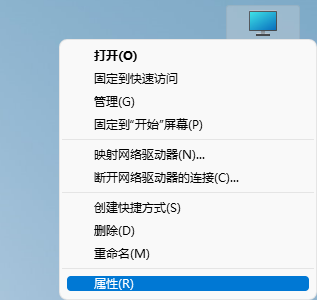 打开(O)
固定到快速访问
管理(G)
固定到“开始”屏幕(P)
映射网络驱动器(N)...
断开网络驱动器的连接(C)...
创建快捷方式(S)
删除(D)
重命名(M)
属性(R)